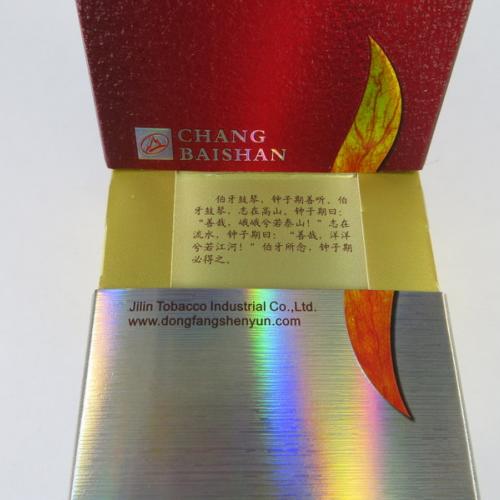 CHANG
BAISHAN
伯牙鼓琴，钟子期善听，伯
牙鼓琴，志在高山，钟子期曰：
“善哉，峨峨兮若泰山！”志在
流水，钟子期曰：“善哉，洋洋
兮若江河！”伯牙所念，钟子期
必得之。
Jilin Tobacco Industrial Co.,Ltd.
www.dongfangshenyun.com